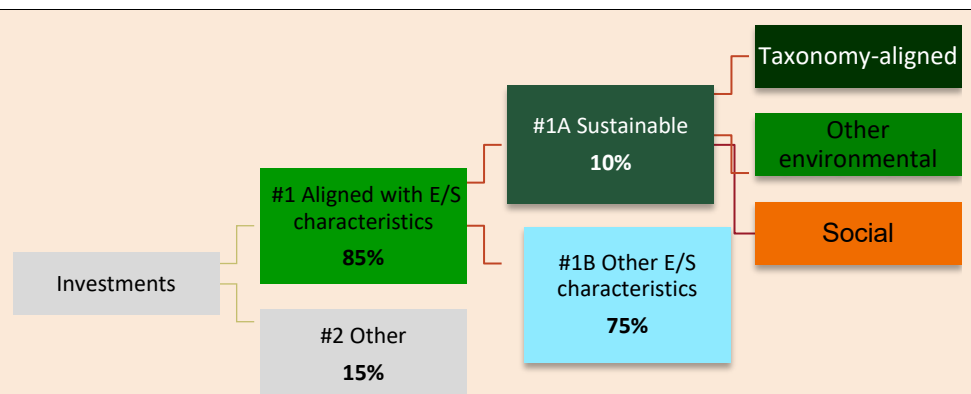 Investments
#1 Aligned with E/S
characteristics
85%
#2 Other
15%
#1A Sustainable
10%
#1B Other E/S
characteristics
75%
Taxonomy-aligned
Other
environmental
Social